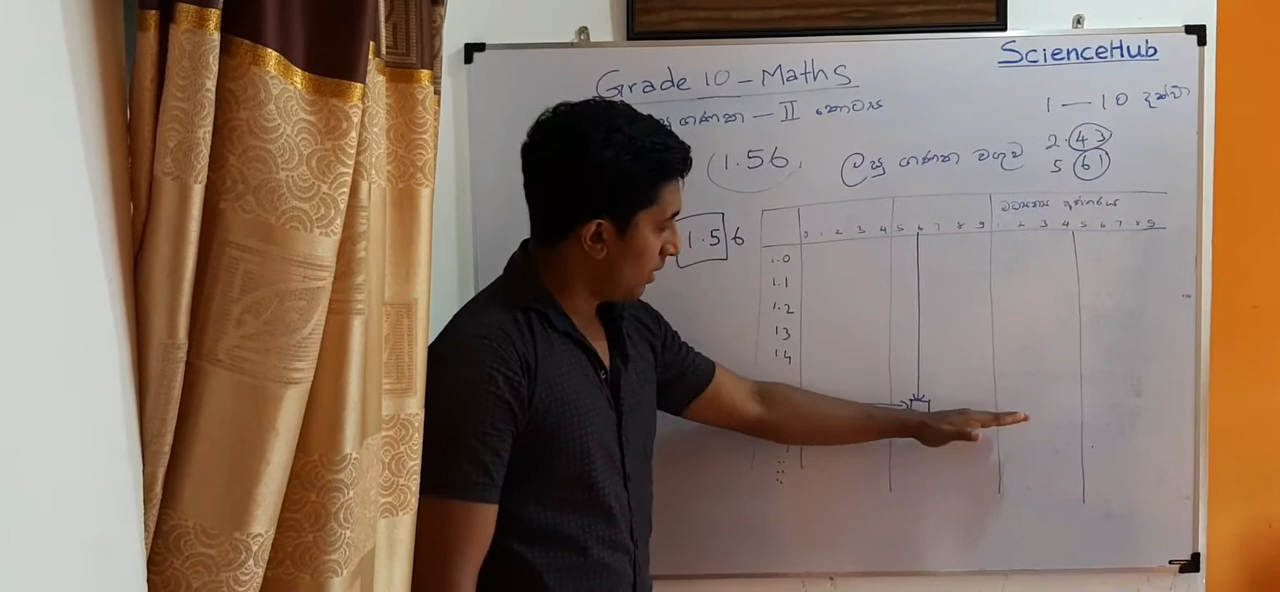 ScienceHub
Grade 10 - Maths
ගණක - II කොටස
1 — 10 දක්වා
1.56
ලඝු ගණක වගුව
2.43
5 61
මධ්‍යන්‍ය අන්තරය
1.56
0 1 2 3 4 5 6 7 8 9 1 2 3 4 5 6 7 8 9
1.0
1.1
1.2
1.3
1.4